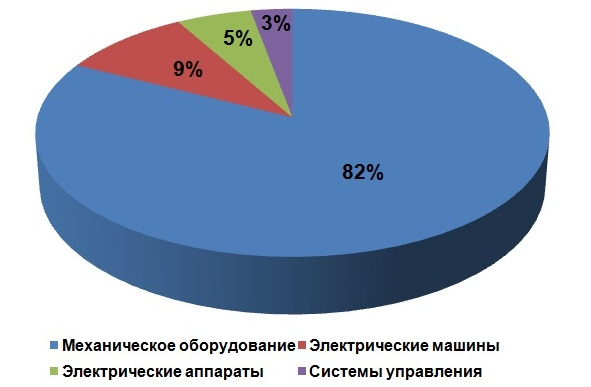 3%
5%
9%
82%
Механическое оборудование Электрические машины
Электрические аппараты Системы управления